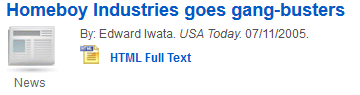 Homeboy Industries goes gang-busters
By: Edward Iwata. USA Today. 07/11/2005.
HTML Full Text
News